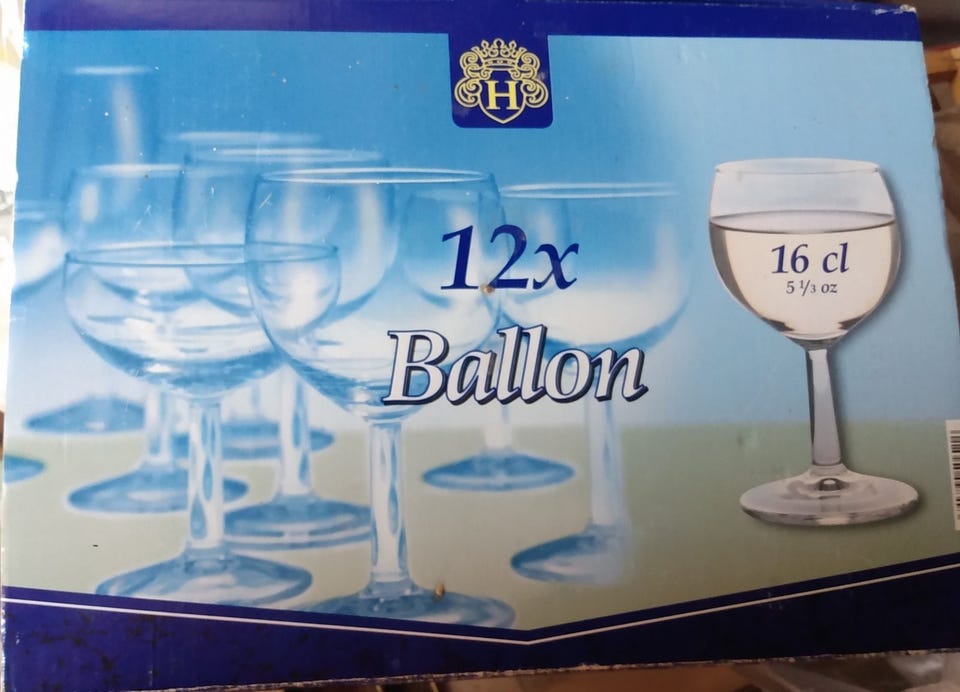 H
12x
Ballon
16 cl
5 1/3 oz